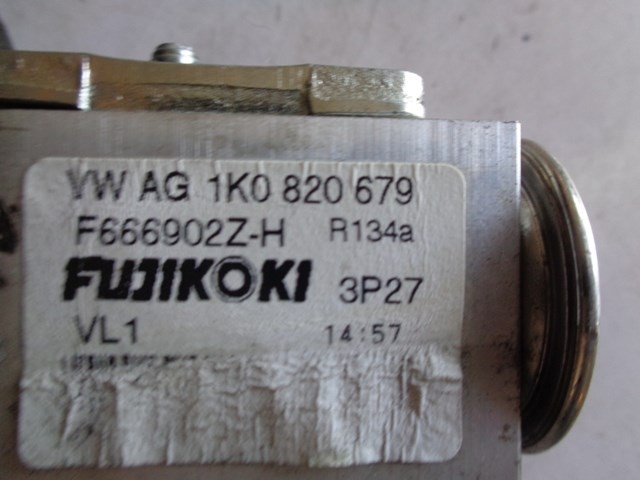 VW AG 1K0 820 679
F666902Z-H R134a
FUJIKOKI 3P27
VL1 14:57